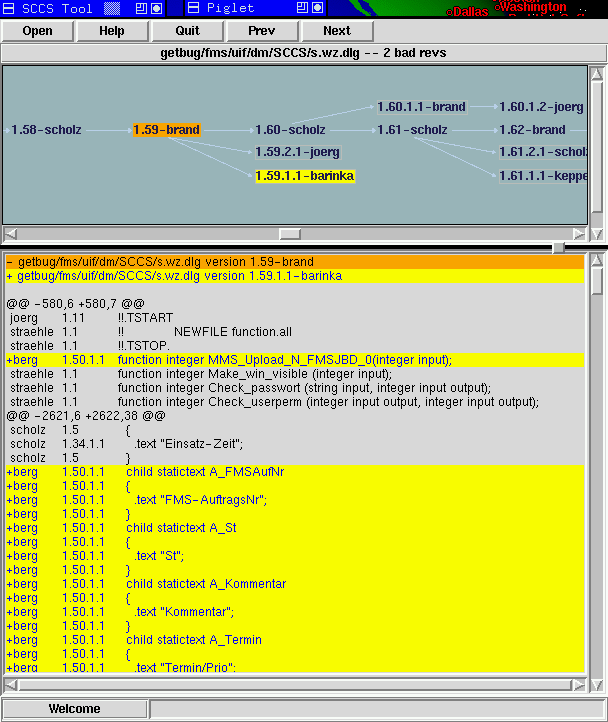 SCCS Tool
Piglet
Dallas
Washington
Open Help Quit Prev Next
getbug/fms/uif/dm/SCCS/s.wz.dlg -- 2 bad revs
1.60.1.1-brand 1.60.1.2-joerg
1.58-scholz 1.59-brand 1.60-scholz 1.61-scholz 1.62-brand
1.59.2.1-joerg 1.61.2.1-schol
1.59.1.1-barinka 1.61.1.1-keppe
- getbug/fms/uif/dm/SCCS/s.wz.dlg version 1.59-brand
+ getbug/fms/uif/dm/SCCS/s.wz.dlg version 1.59.1.1-barinka
@@ -580,6 +580,7 @@
joerg 1.11 !!.TSTART
straehle 1.1 !! NEWFILE function.all
straehle 1.1 !!.TSTOP.
+berg 1.50.1.1 function integer MMS_Upload_N_FMSJBD_0(integer input);
straehle 1.1 function integer Make_win_visible (integer input);
straehle 1.1 function integer Check_passwort (string input, integer input output);
straehle 1.1 function integer Check_userperm (integer input output, integer input output);
@@ -2621,6 +2622,38 @@
scholz 1.5 {
scholz 1.34.1.1 .text "Einsatz-Zeit";
scholz 1.5 }
+berg 1.50.1.1 child statictext A_FMSAufNr
+berg 1.50.1.1 {
+berg 1.50.1.1 .text "FMS-AuftragsNr";
+berg 1.50.1.1 }
+berg 1.50.1.1 child statictext A_St
+berg 1.50.1.1 {
+berg 1.50.1.1 .text "St";
+berg 1.50.1.1 }
+berg 1.50.1.1 child statictext A_Kommentar
+berg 1.50.1.1 {
+berg 1.50.1.1 .text "Kommentar";
+berg 1.50.1.1 }
+berg 1.50.1.1 child statictext A_Termin
+berg 1.50.1.1 {
+berg 1.50.1.1 .text "Termin/Prio";
Welcome